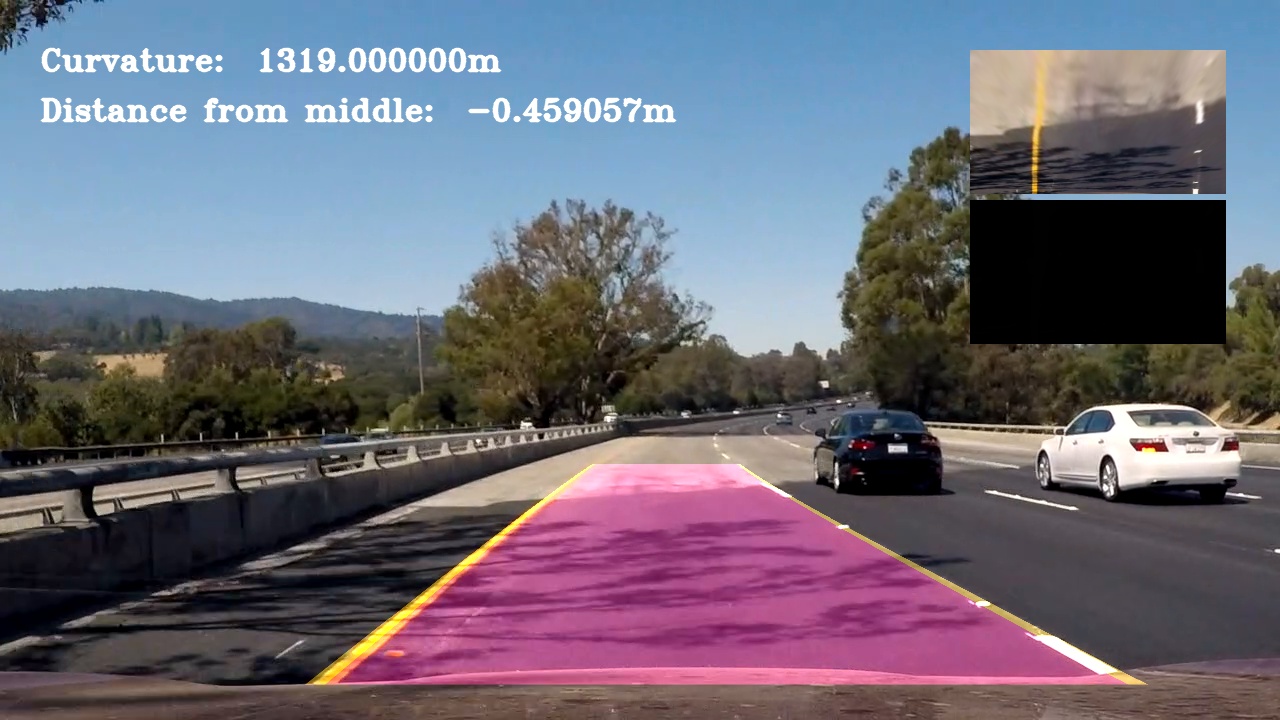 Curvature: 1319.000000m
Distance from middle: −0.459057m